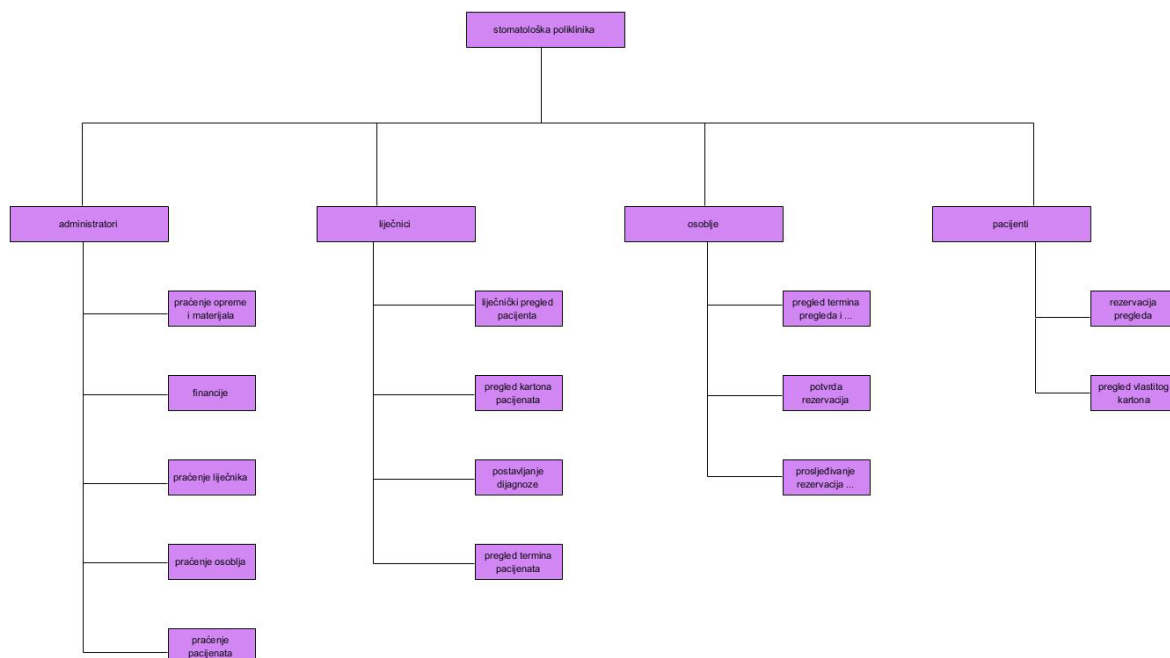 stomatološka poliklinika
administratori
liječnici
osoblje
pacijenti
praćenje opreme
i materijala
financije
praćenje liječnika
praćenje osoblja
praćenje
pacijenata
liječnički pregled
pacijenta
pregled kartona
pacijenata
postavljanje
dijagnoze
pregled termina
pacijenata
pregled termina
pregleda i ...
potvrda
rezervacija
prosljeđivanje
rezervacija ...
rezervacija
pregleda
pregled vlastitog
kartona